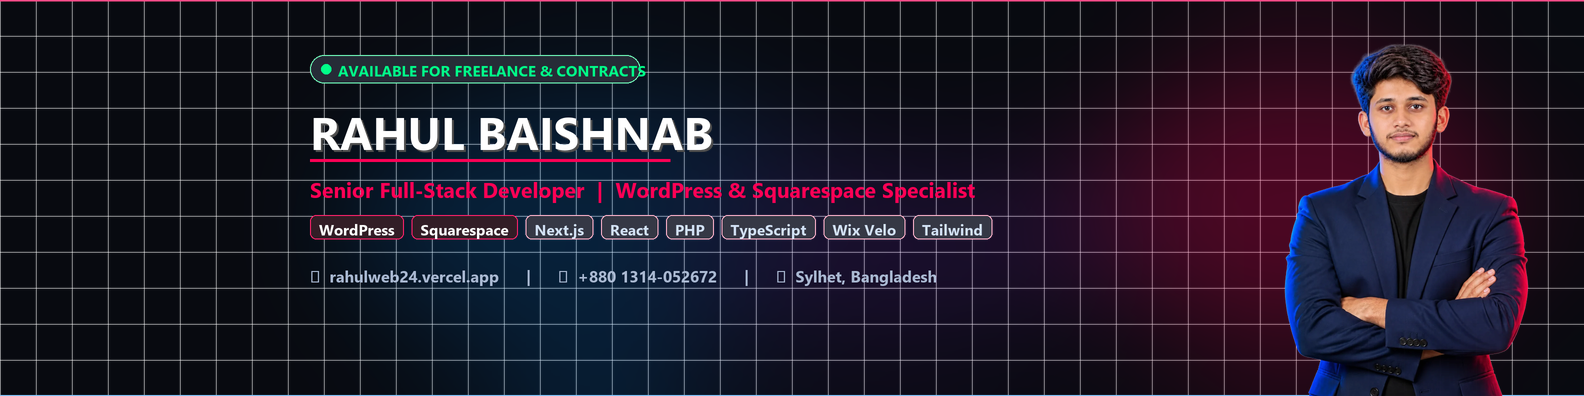 AVAILABLE FOR FREELANCE & CONTRACTS
RAHUL BAISHNAB
Senior Full-Stack Developer | WordPress & Squarespace Specialist
WordPress Squarespace Next.js React PHP TypeScript Wix Velo Tailwind
rahulweb24.vercel.app | +880 1314-052672 | Sylhet, Bangladesh